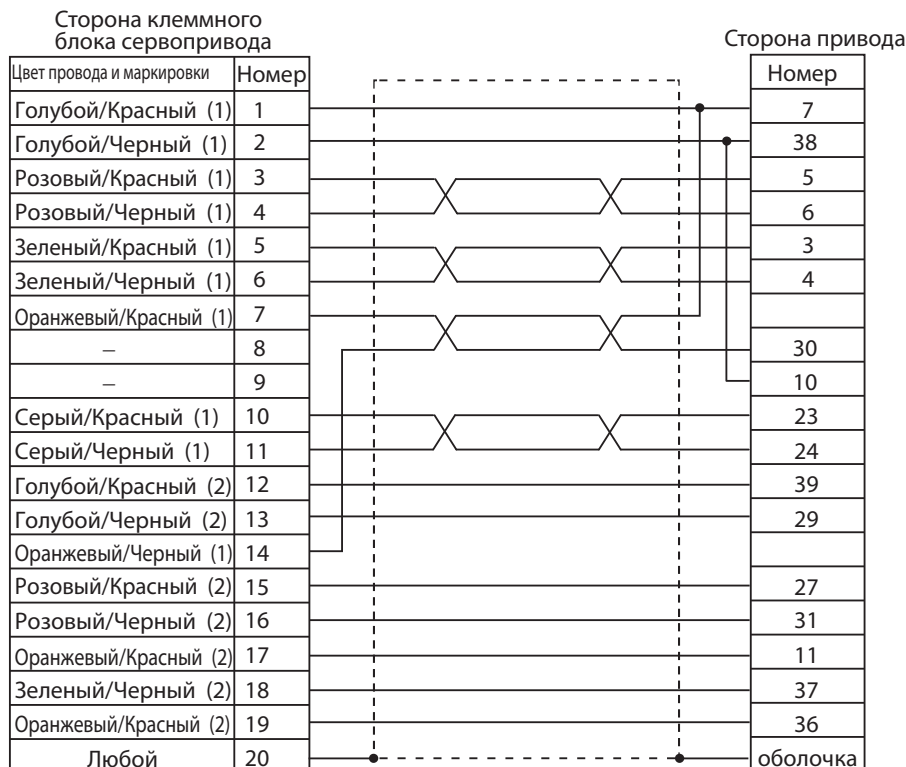 Сторона клеммного
блока сервопривода
Сторона привода
Цвет провода и маркировки Номер Номер
Голубой/Красный (1) 1 7
Голубой/Черный (1) 2 38
Розовый/Красный (1) 3 5
Розовый/Черный (1) 4 6
Зеленый/Красный (1) 5 3
Зеленый/Черный (1) 6 4
Оранжевый/Красный (1) 7
– 8 30
– 9 10
Серый/Красный (1) 10 23
Серый/Черный (1) 11 24
Голубой/Красный (2) 12 39
Голубой/Черный (2) 13 29
Оранжевый/Черный (1) 14
Розовый/Красный (2) 15 27
Розовый/Черный (2) 16 31
Оранжевый/Красный (2) 17 11
Зеленый/Черный (2) 18 37
Оранжевый/Красный (2) 19 36
Любой 20 оболочка